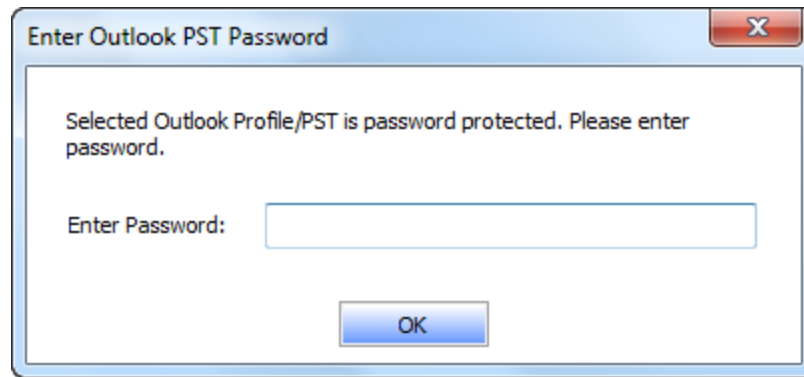 Enter Outlook PST Password
Selected Outlook Profile/PST is password protected. Please enter
password.
Enter Password:
OK